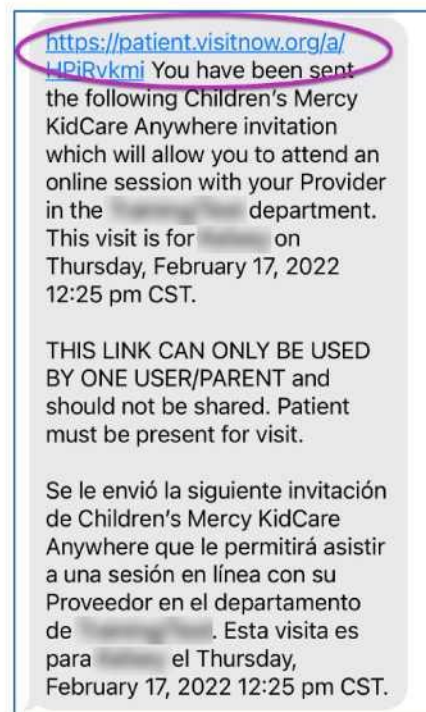 https://patient.visitnow.org/a/
HPiRvkmi You have been sent
the following Children's Mercy
KidCare Anywhere invitation
which will allow you to attend an
online session with your Provider
in the department.
This visit is for on
Thursday, February 17, 2022
12:25 pm CST.
THIS LINK CAN ONLY BE USED
BY ONE USER/PARENT and
should not be shared. Patient
must be present for visit.
Se le envió la siguiente invitación
de Children's Mercy KidCare
Anywhere que le permitirá asistir
a una sesión en línea con su
Proveedor en el departamento
de . Esta visita es
para el Thursday,
February 17, 2022 12:25 pm CST.